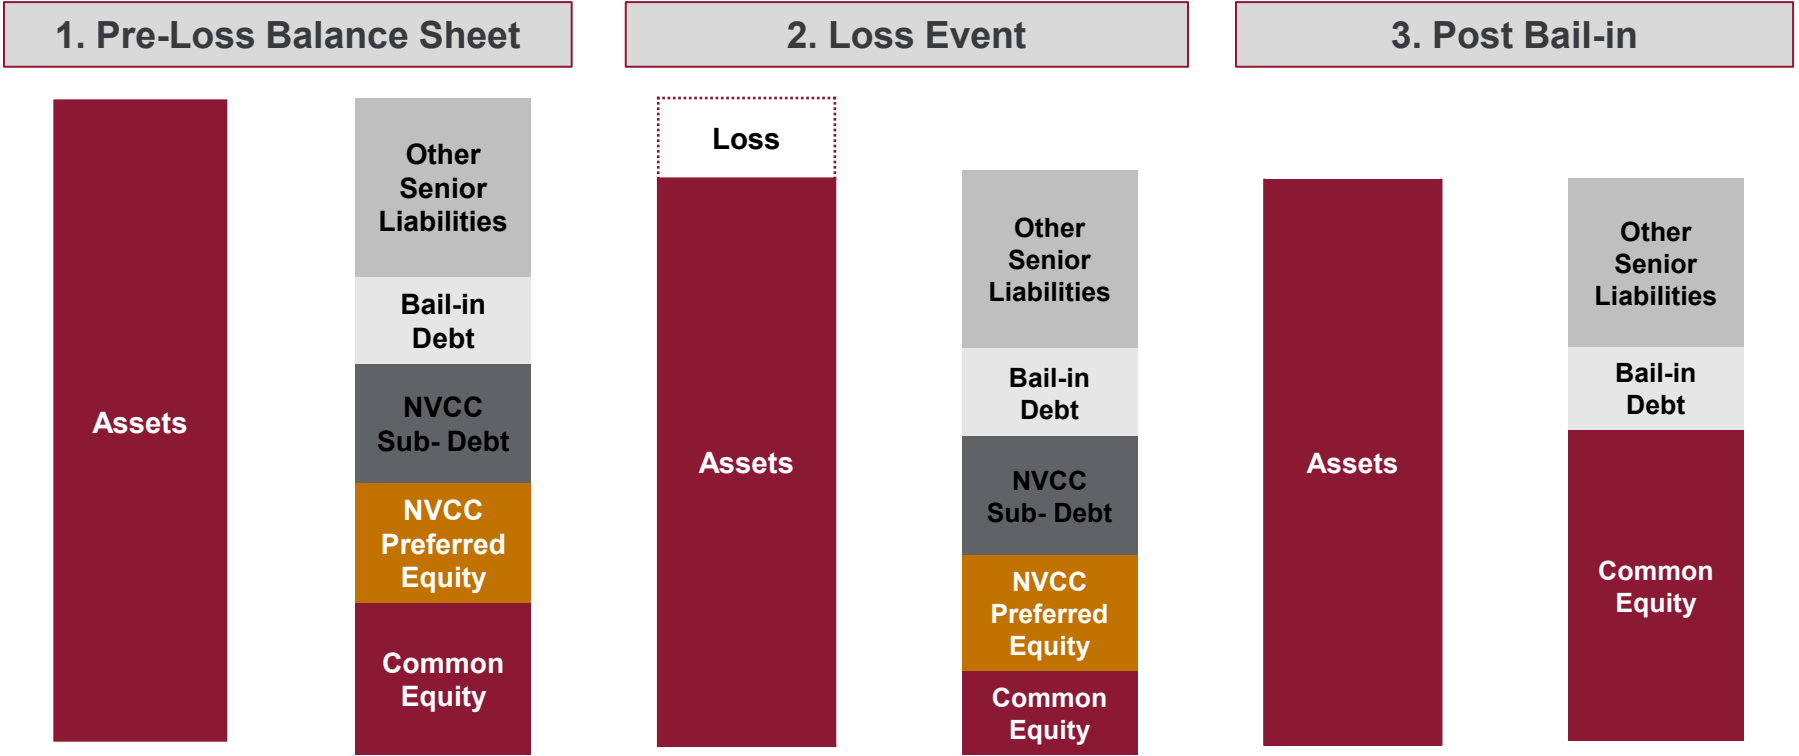 1. Pre-Loss Balance Sheet
2. Loss Event
3. Post Bail-in
Assets
Other
Senior
Liabilities
Bail-in
Debt
NVCC
Sub- Debt
NVCC
Preferred
Equity
Common
Equity
Loss
Assets
Other
Senior
Liabilities
Bail-in
Debt
NVCC
Sub- Debt
NVCC
Preferred
Equity
Common
Equity
Assets
Other
Senior
Liabilities
Bail-in
Debt
Common
Equity